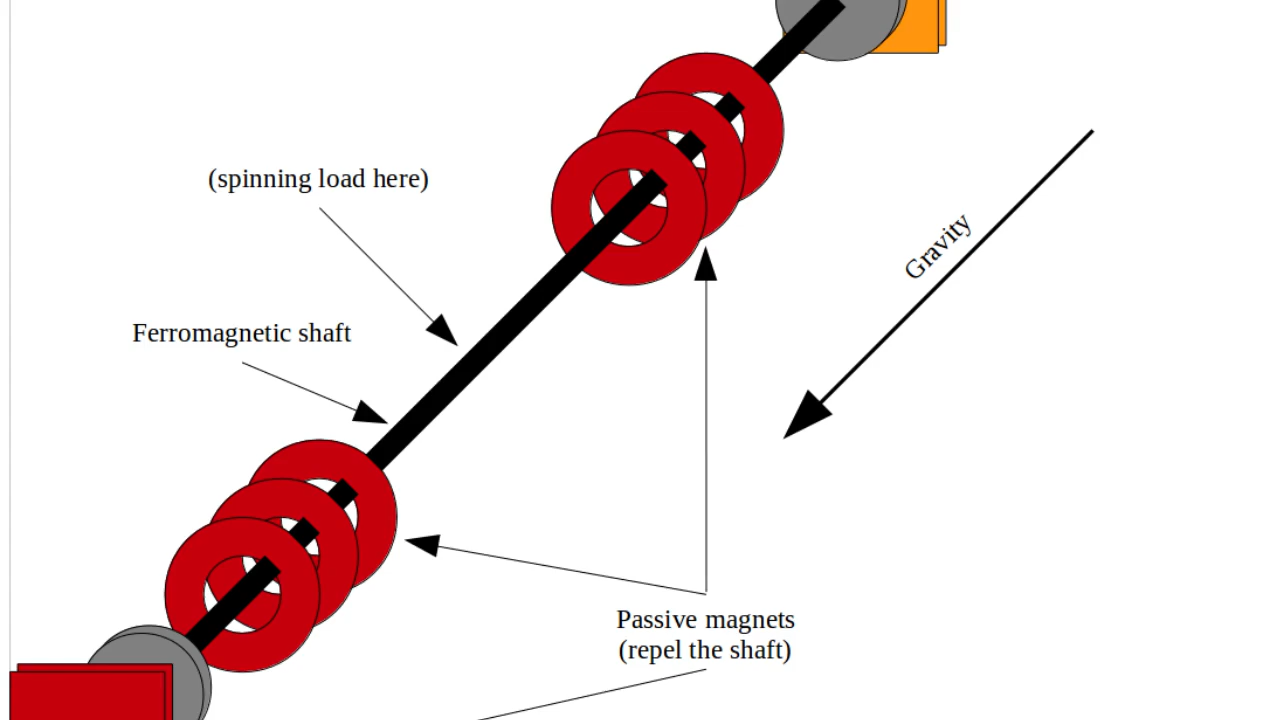 (spinning load here)
Gravity
Ferromagnetic shaft
Passive magnets
(repel the shaft)